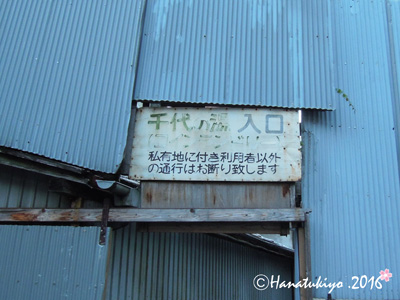 千代 入口
私有地に付き利用者以外
の通行はお断り致します
©Hanatukiyo.2016